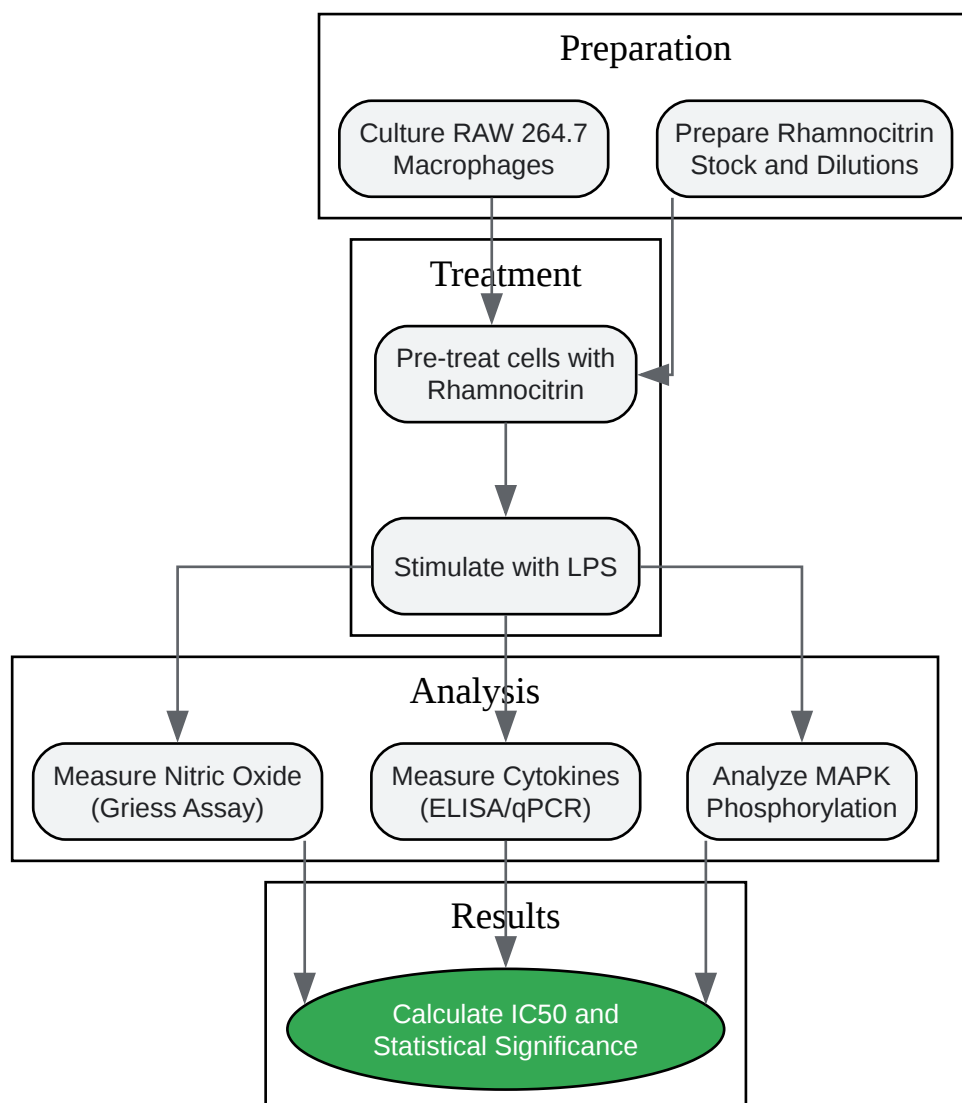 Preparation
Culture RAW 264.7
Macrophages
Prepare Rhamnocitrin
Stock and Dilutions
Treatment
Pre-treat cells with
Rhamnocitrin
Stimulate with LPS
Analysis
Measure Nitric Oxide
(Griess Assay)
Measure Cytokines
(ELISA/qPCR)
Analyze MAPK
Phosphorylation
Results
Calculate IC50 and
Statistical Significance